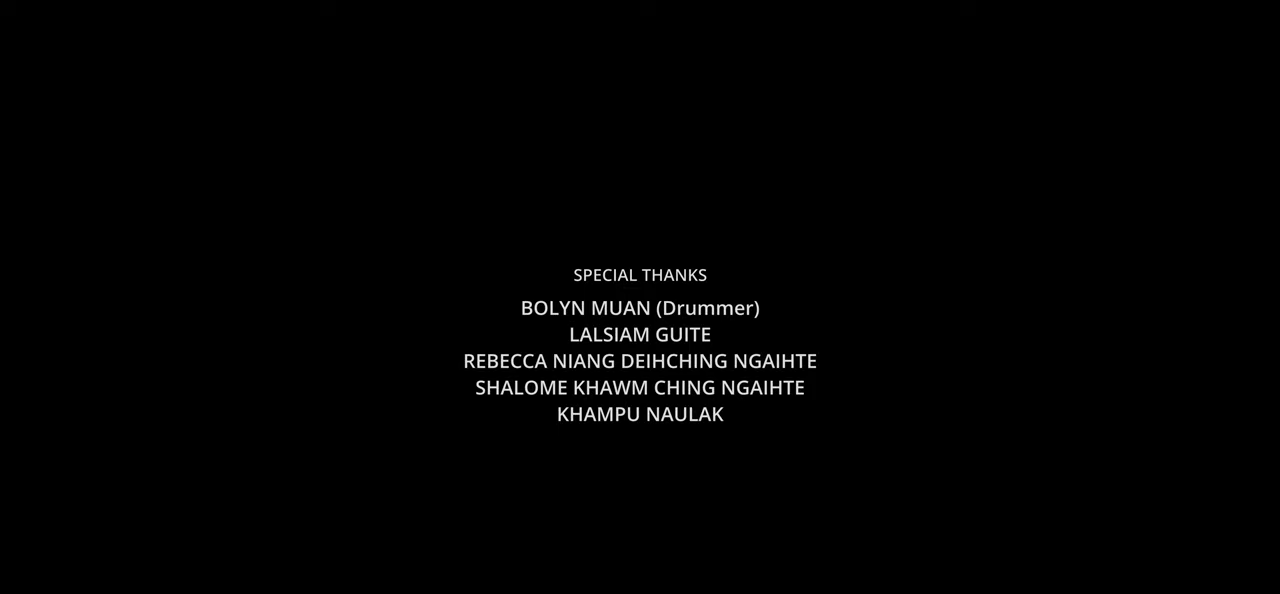 SPECIAL THANKS
BOLYN MUAN (Drummer)
LALSIAM GUITE
REBECCA NIANG DEIHCHING NGAIHTE
SHALOME KHAWM CHING NGAIHTE
KHAMPU NAULAK